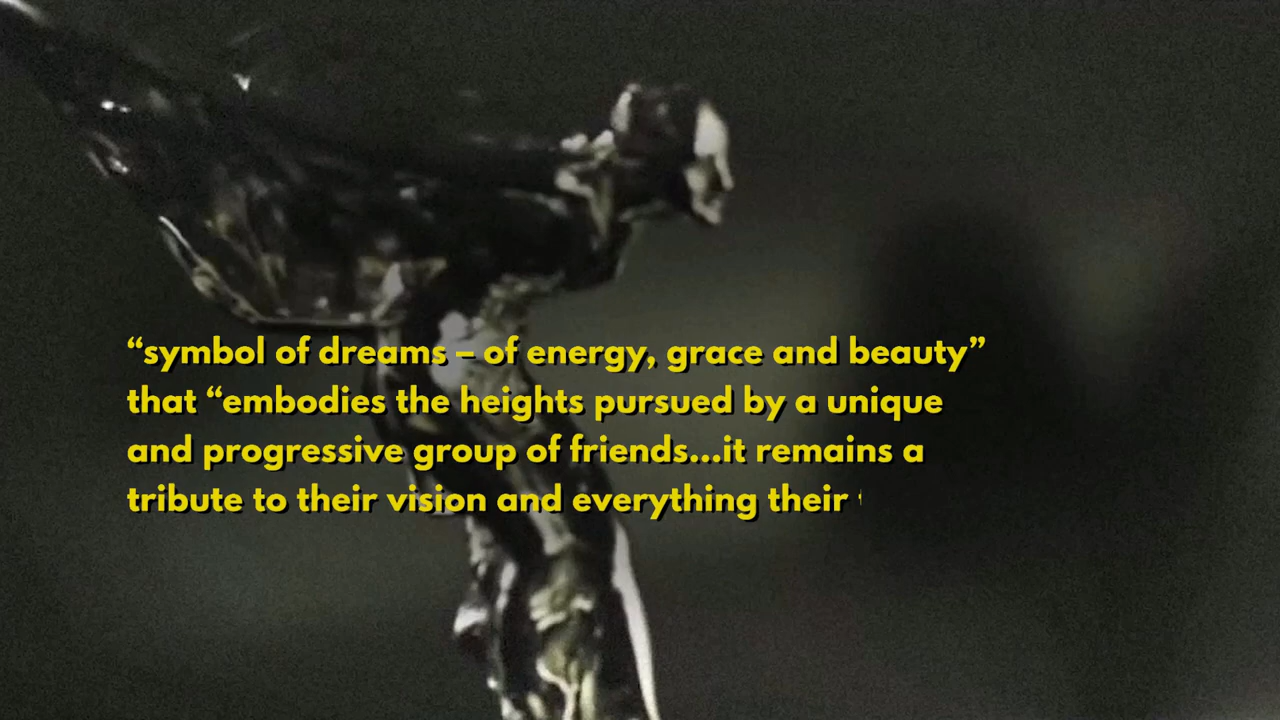 “symbol of dreams – of energy, grace and beauty”
that “embodies the heights pursued by a unique
and progressive group of friends...it remains a
tribute to their vision and everything their